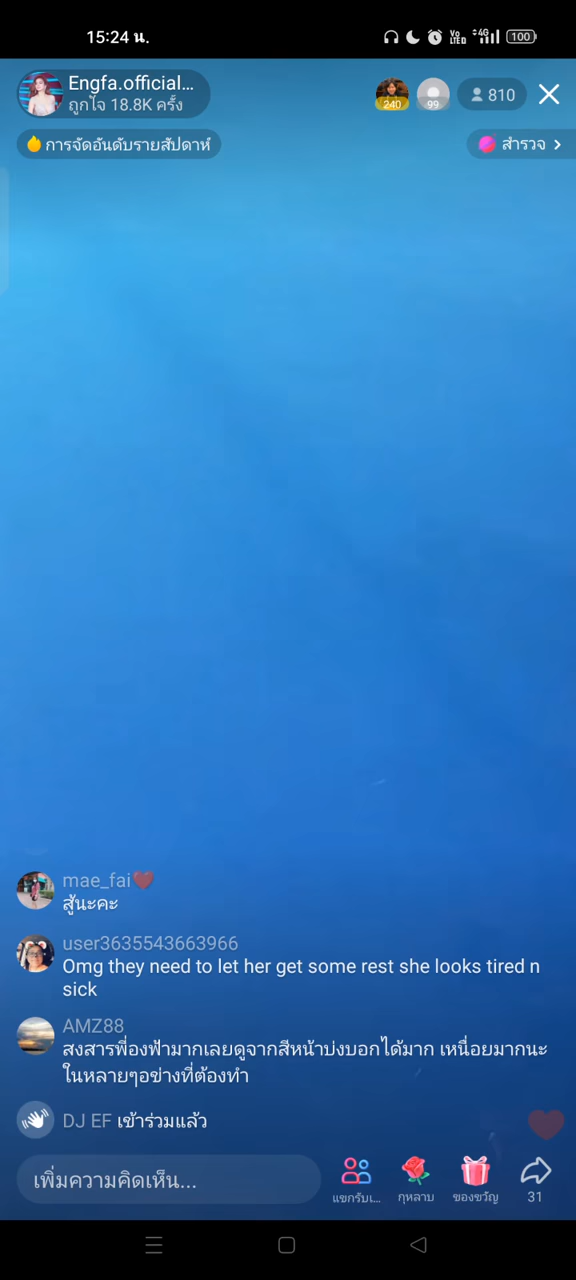 15:24 น.
Vo LTED 4G 100
Engfa.official...
ถูกใจ 18.8K ครั้ง
240
99
810
การจัดอันดับรายสัปดาห์
สำรวจ >
mae_fai❤️
สู้นะคะ
user3635543663966
Omg they need to let her get some rest she looks tired n
sick
AMZ88
สงสารพี่องฟ้ามากเลยดูจากสีหน้าบ่งบอกได้มาก เหนื่อยมากนะ
ในหลายๆอข่างที่ต้องทำ
DJ EF เข้าร่วมแล้ว
เพิ่มความคิดเห็น...
แขกรับเ...
กุหลาบ
ของขวัญ
31